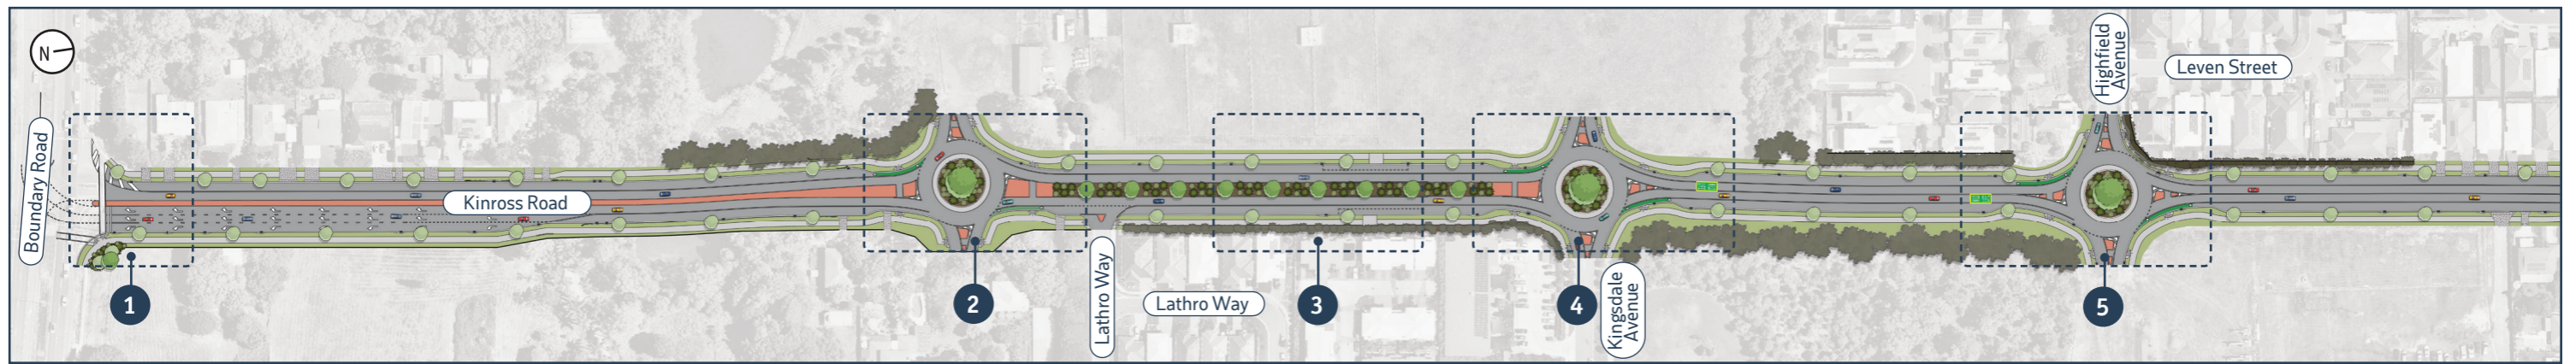 N
Boundary Road
Kinross Road
Lathro Way
Lathro Way
Kingsdale
Avenue
Highfield
Avenue
Leven Street
1
2
3
4
5